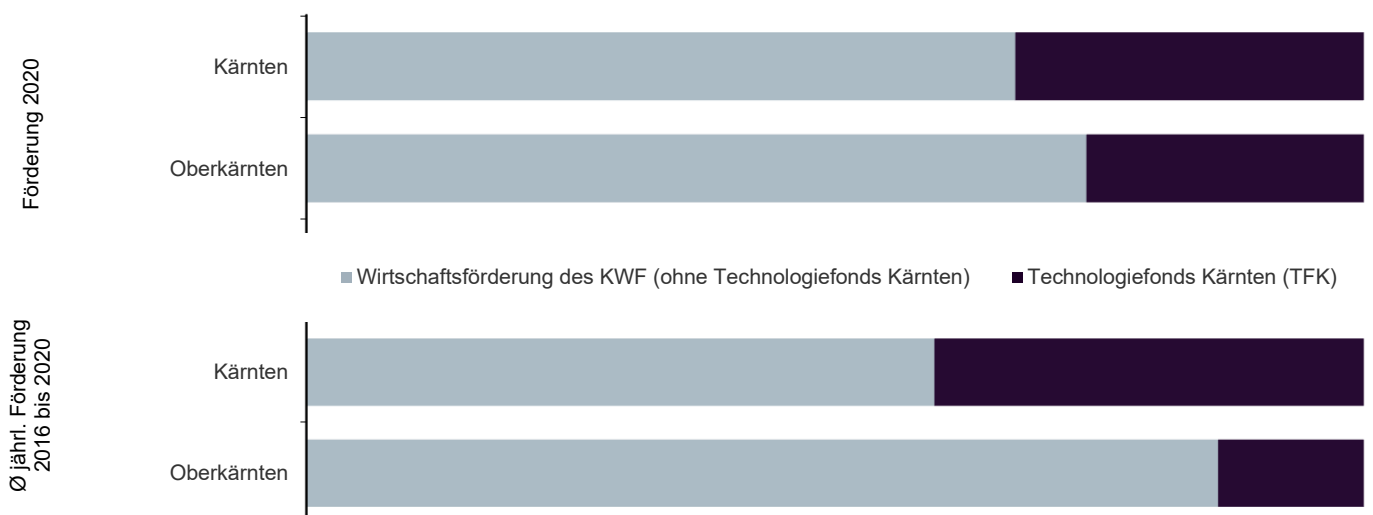 Förderung 2020
Kärnten
Oberkärnten
Wirtschaftsförderung des KWF (ohne Technologiefonds Kärnten)
Technologiefonds Kärnten (TFK)
Ø jährl. Förderung
2016 bis 2020
Kärnten
Oberkärnten